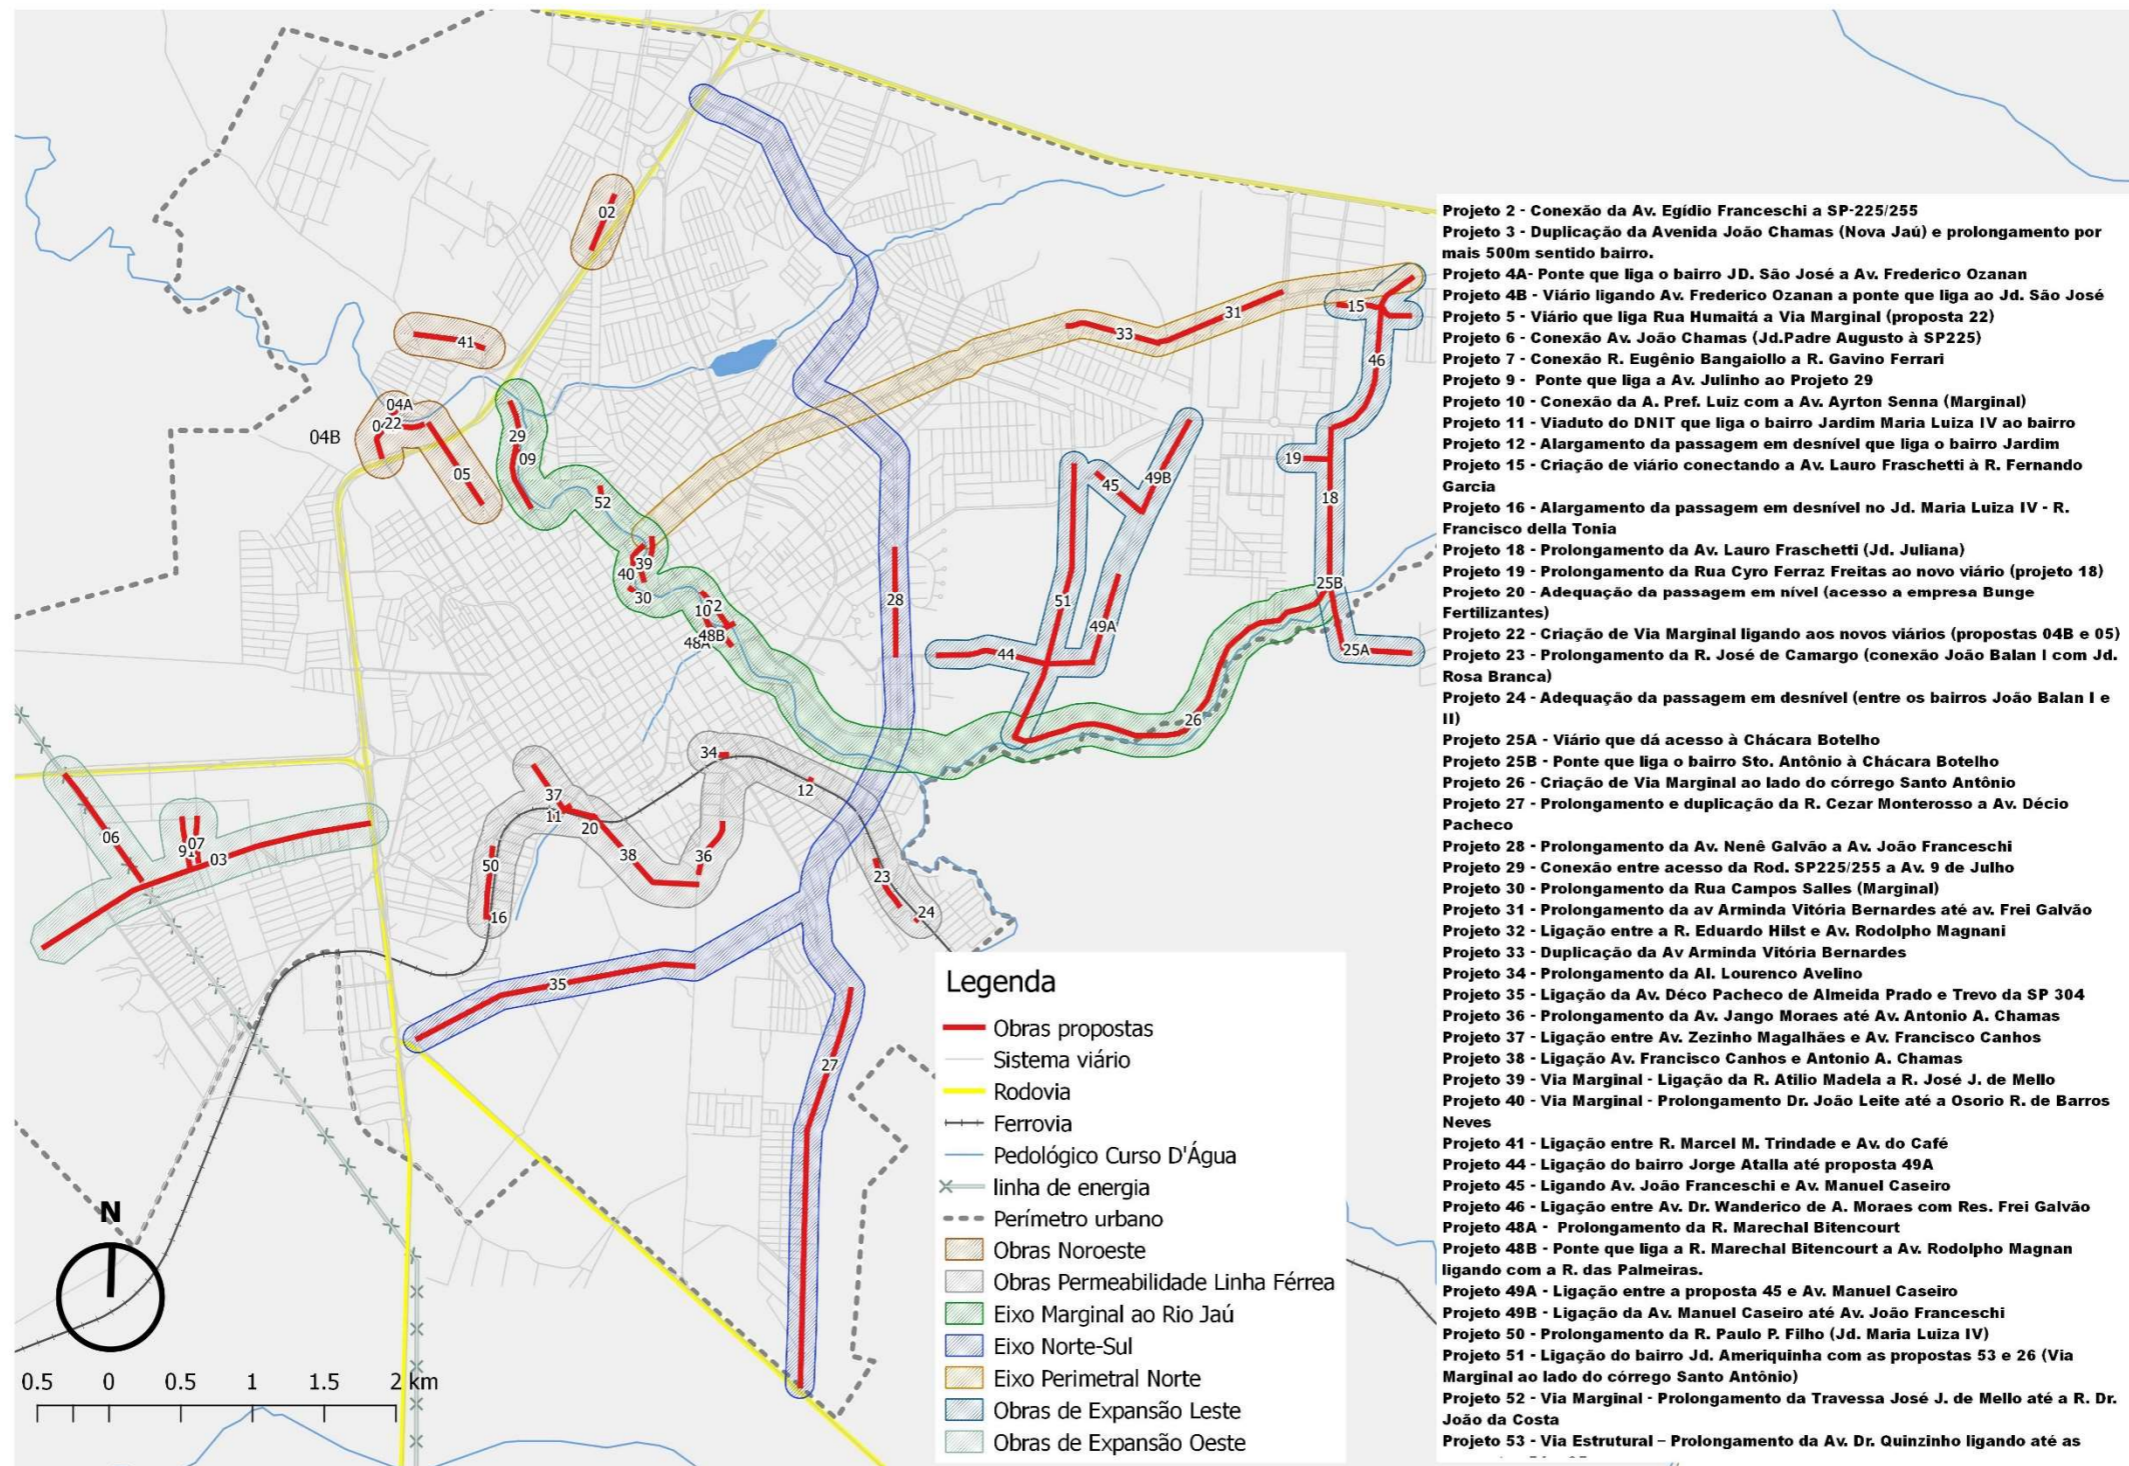 02
41
04A
22
04B
05
29
09
52
39
40
30
10
48B
48A
33
31
15
46
19
18
25B
25A
45
49B
51
49A
44
28
26
34
12
37
11
20
38
36
50
16
23
24
06
07
03
35
27
N
0.5 0 0.5 1 1.5 2 km
Legenda
Obras propostas
Sistema viário
Rodovia
Ferrovia
Pedológico Curso D'Água
linha de energia
Perímetro urbano
Obras Noroeste
Obras Permeabilidade Linha Férrea
Eixo Marginal ao Rio Jaú
Eixo Norte-Sul
Eixo Perimetral Norte
Obras de Expansão Leste
Obras de Expansão Oeste
Projeto 2 - Conexão da Av. Egídio Franceschi a SP-225/255
Projeto 3 - Duplicação da Avenida João Chamas (Nova Jaú) e prolongamento por
mais 500m sentido bairro.
Projeto 4A- Ponte que liga o bairro JD. São José a Av. Frederico Ozanan
Projeto 4B - Viário ligando Av. Frederico Ozanan a ponte que liga ao Jd. São José
Projeto 5 - Viário que liga Rua Humaitá a Via Marginal (proposta 22)
Projeto 6 - Conexão Av. João Chamas (Jd.Padre Augusto à SP225)
Projeto 7 - Conexão R. Eugênio Bangaiollo a R. Gavino Ferrari
Projeto 9 - Ponte que liga a Av. Julinho ao Projeto 29
Projeto 10 - Conexão da A. Pref. Luiz com a Av. Ayrton Senna (Marginal)
Projeto 11 - Viaduto do DNIT que liga o bairro Jardim Maria Luiza IV ao bairro
Projeto 12 - Alargamento da passagem em desnível que liga o bairro Jardim
Projeto 15 - Criação de viário conectando a Av. Lauro Fraschetti à R. Fernando
Garcia
Projeto 16 - Alargamento da passagem em desnível no Jd. Maria Luiza IV - R.
Francisco della Tonia
Projeto 18 - Prolongamento da Av. Lauro Fraschetti (Jd. Juliana)
Projeto 19 - Prolongamento da Rua Cyro Ferraz Freitas ao novo viário (projeto 18)
Projeto 20 - Adequação da passagem em nível (acesso a empresa Bunge
Fertilizantes)
Projeto 22 - Criação de Via Marginal ligando aos novos viários (propostas 04B e 05)
Projeto 23 - Prolongamento da R. José de Camargo (conexão João Balan I com Jd.
Rosa Branca)
Projeto 24 - Adequação da passagem em desnível (entre os bairros João Balan I e
II)
Projeto 25A - Viário que dá acesso à Chácara Botelho
Projeto 25B - Ponte que liga o bairro Sto. Antônio à Chácara Botelho
Projeto 26 - Criação de Via Marginal ao lado do córrego Santo Antônio
Projeto 27 - Prolongamento e duplicação da R. Cezar Monterosso a Av. Décio
Pacheco
Projeto 28 - Prolongamento da Av. Nenê Galvão a Av. João Franceschi
Projeto 29 - Conexão entre acesso da Rod. SP225/255 a Av. 9 de Julho
Projeto 30 - Prolongamento da Rua Campos Salles (Marginal)
Projeto 31 - Prolongamento da av Arminda Vitória Bernardes até av. Frei Galvão
Projeto 32 - Ligação entre a R. Eduardo Hilst e Av. Rodolpho Magnani
Projeto 33 - Duplicação da Av Arminda Vitória Bernardes
Projeto 34 - Prolongamento da Al. Lourenco Avelino
Projeto 35 - Ligação da Av. Déco Pacheco de Almeida Prado e Trevo da SP 304
Projeto 36 - Prolongamento da Av. Jango Moraes até Av. Antonio A. Chamas
Projeto 37 - Ligação entre Av. Zezinho Magalhães e Av. Francisco Canhos
Projeto 38 - Ligação Av. Francisco Canhos e Antonio A. Chamas
Projeto 39 - Via Marginal - Ligação da R. Atilio Madela a R. José J. de Mello
Projeto 40 - Via Marginal - Prolongamento Dr. João Leite até a Osorio R. de Barros
Neves
Projeto 41 - Ligação entre R. Marcel M. Trindade e Av. do Café
Projeto 44 - Ligação do bairro Jorge Atalla até proposta 49A
Projeto 45 - Ligando Av. João Franceschi e Av. Manuel Caseiro
Projeto 46 - Ligação entre Av. Dr. Wanderico de A. Moraes com Res. Frei Galvão
Projeto 48A - Prolongamento da R. Marechal Bitencourt
Projeto 48B - Ponte que liga a R. Marechal Bitencourt a Av. Rodolpho Magnan
ligando com a R. das Palmeiras.
Projeto 49A - Ligação entre a proposta 45 e Av. Manuel Caseiro
Projeto 49B - Ligação da Av. Manuel Caseiro até Av. João Franceschi
Projeto 50 - Prolongamento da R. Paulo P. Filho (Jd. Maria Luiza IV)
Projeto 51 - Ligação do bairro Jd. Ameriquinha com as propostas 53 e 26 (Via
Marginal ao lado do córrego Santo Antônio)
Projeto 52 - Via Marginal - Prolongamento da Travessa José J. de Mello até a R. Dr.
João da Costa
Projeto 53 - Via Estrutural – Prolongamento da Av. Dr. Quinzinho ligando até as